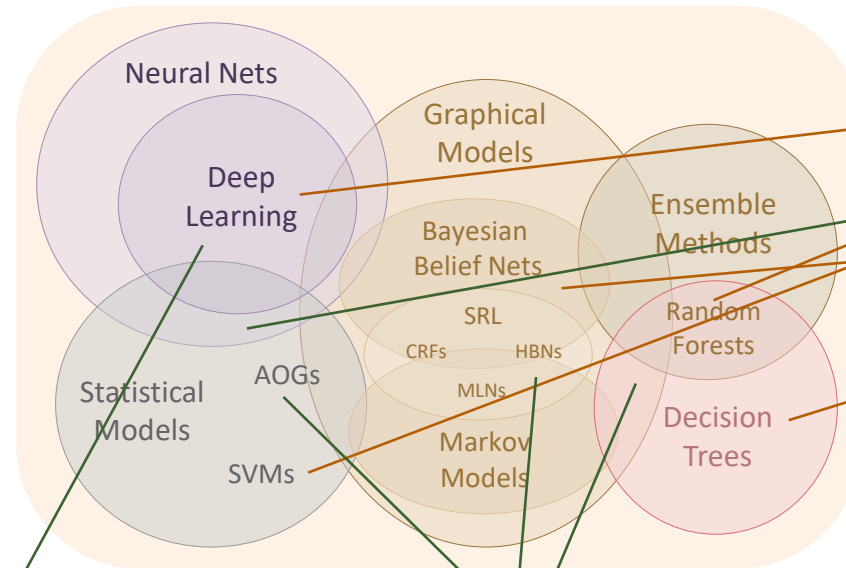 Neural Nets
Deep
Learning
Graphical
Models
Ensemble
Methods
Bayesian
Belief Nets
SRL
CRFs
HBNs
MLNs
Markov
Models
Random
Forests
Decision
Trees
AOGs
Statistical
Models
SVMs